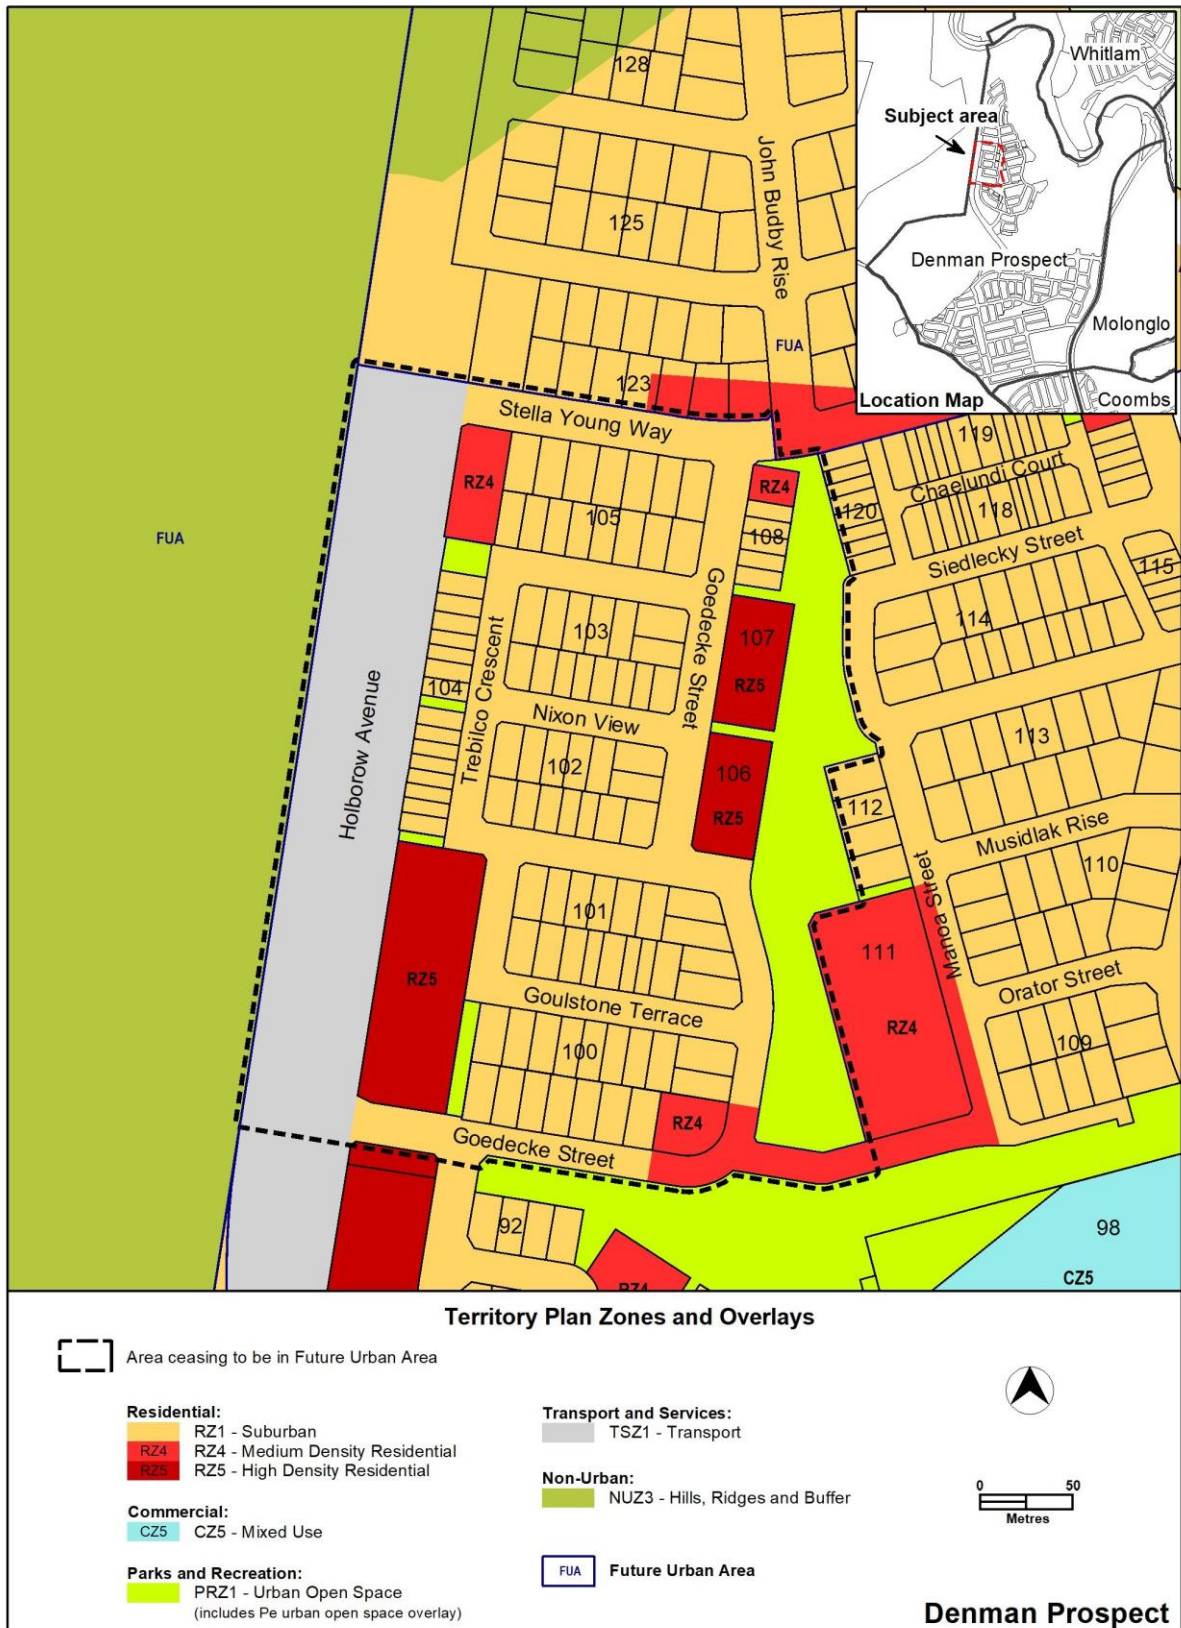 128
John Budby Rise
125
FUA
123
Stella Young Way
Whitlam
Subject area
Denman Prospect
Molonglo
Location Map
Coombs
119
Chaelundi Court
RZ4
RZ4
120
118
105
108
Siedlecky Street
FUA
115
114
103
107
RZ5
Goedecke Street
104
Trebilco Crescent
Nixon View
113
102
106
RZ5
Holborow Avenue
112
Musidlak Rise
110
101
111
Manoa Street
RZ5
Goulstone Terrace
Orator Street
RZ4
100
109
RZ4
Goedecke Street
92
98
RZ4
CZ5
Territory Plan Zones and Overlays
Area ceasing to be in Future Urban Area
Residential:
RZ1 - Suburban
RZ4 RZ4 - Medium Density Residential
RZ5 RZ5 - High Density Residential
Commercial:
CZ5 CZ5 - Mixed Use
Parks and Recreation:
PRZ1 - Urban Open Space
(includes Pe urban open space overlay)
Transport and Services:
TSZ1 - Transport
Non-Urban:
NUZ3 - Hills, Ridges and Buffer
FUA Future Urban Area
0 50
Metres
Denman Prospect